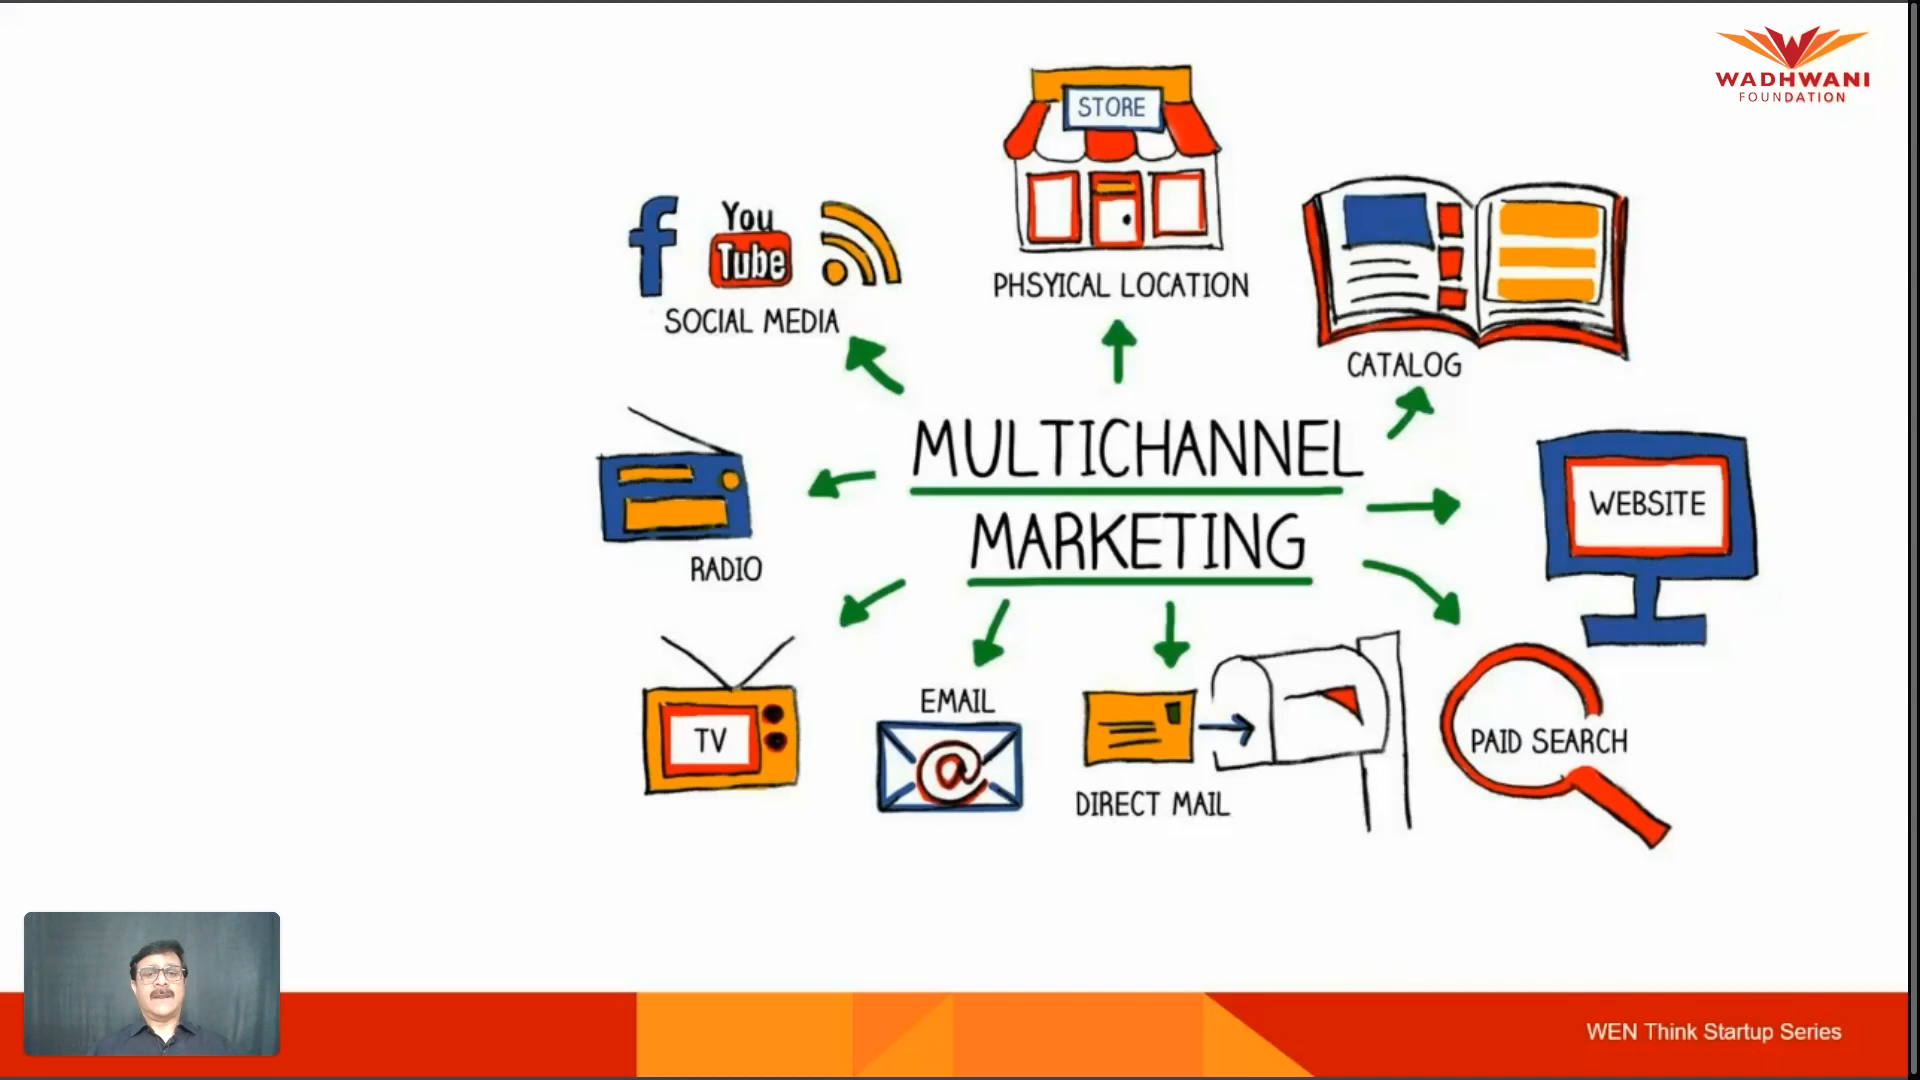 WADHWANI
FOUNDATION
STORE
PHSYICAL LOCATION
f
You
Tube
SOCIAL MEDIA
CATALOG
MULTICHANNEL
MARKETING
WEBSITE
RADIO
TV
EMAIL
@
DIRECT MAIL
PAID SEARCH
WEN Think Startup Series